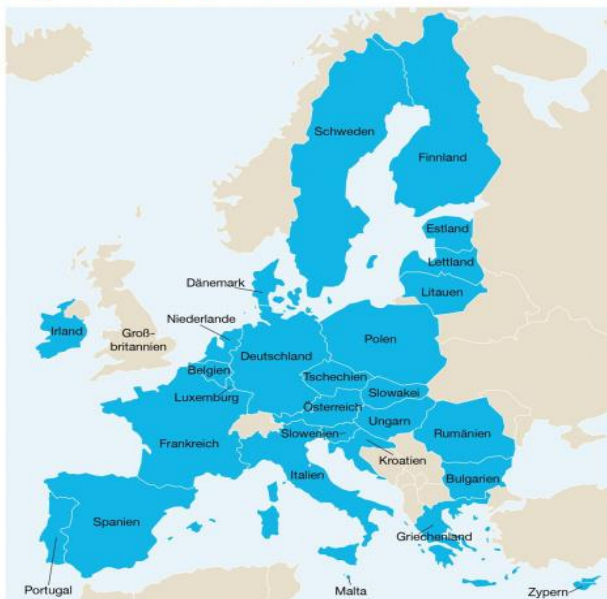 Schweden
Finnland
Estland
Lettland
Litauen
Dänemark
Niederlande
Irland
Groß-
britannien
Polen
Deutschland
Belgien
Tschechien
Luxemburg
Slowakei
Österreich
Ungarn
Slowenien
Rumänien
Frankreich
Kroatien
Italien
Bulgarien
Spanien
Griechenland
Portugal
Malta
Zypern